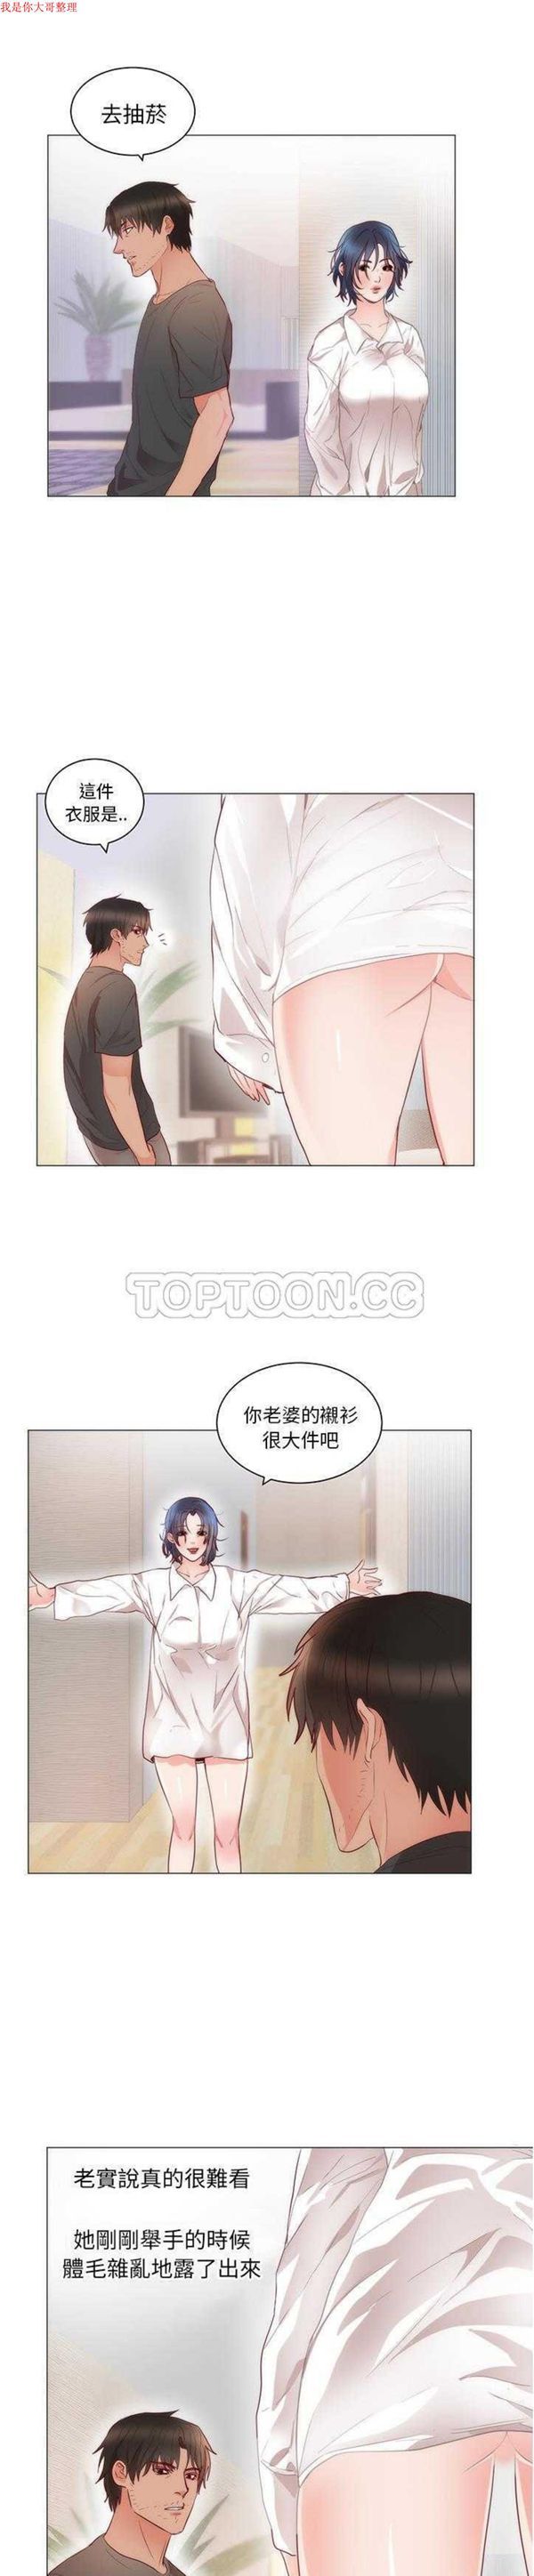 我是你大哥整理
去抽菸
這件
衣服是..
TOPTOON.CC
你老婆的襯衫
很大件吧
老實說真的很難看
她剛剛舉手的時候
體毛雜亂地露了出來